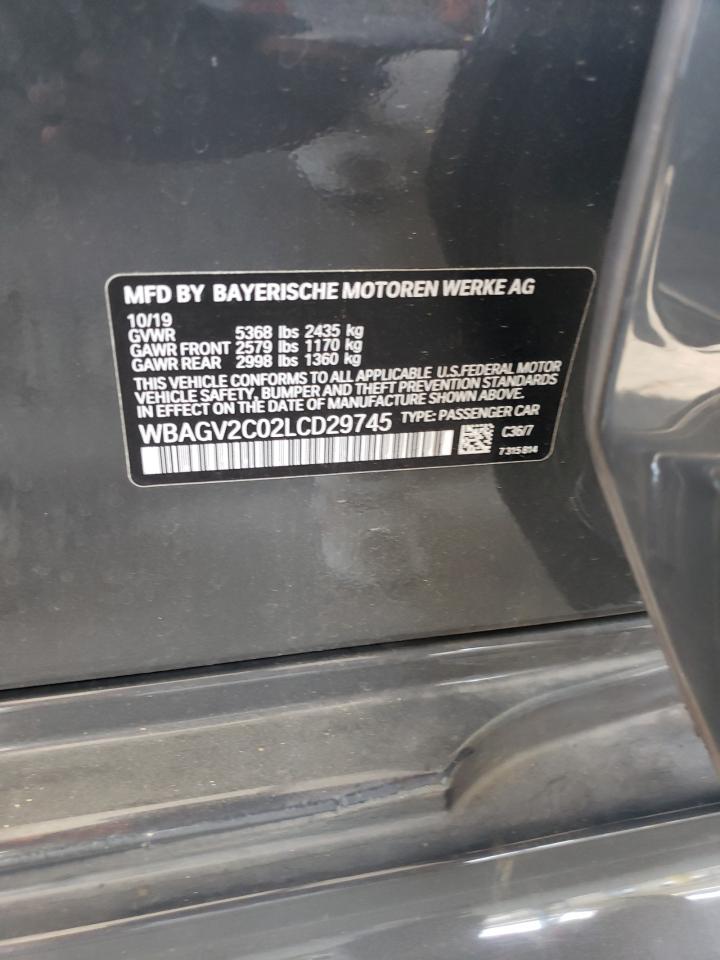 MFD BY BAYERISCHE MOTOREN WERKE AG
10/19
GVWR 5368 lbs 2435 kg
GAWR FRONT 2579 lbs 1170 kg
GAWR REAR 2998 lbs 1360 kg
THIS VEHICLE CONFORMS TO ALL APPLICABLE U.S.FEDERAL MOTOR
VEHICLE SAFETY, BUMPER AND THEFT PREVENTION STANDARDS
IN EFFECT ON THE DATE OF MANUFACTURE SHOWN ABOVE.
WBAGV2C02LCD29745 TYPE: PASSENGER CAR
C36/7
7315814